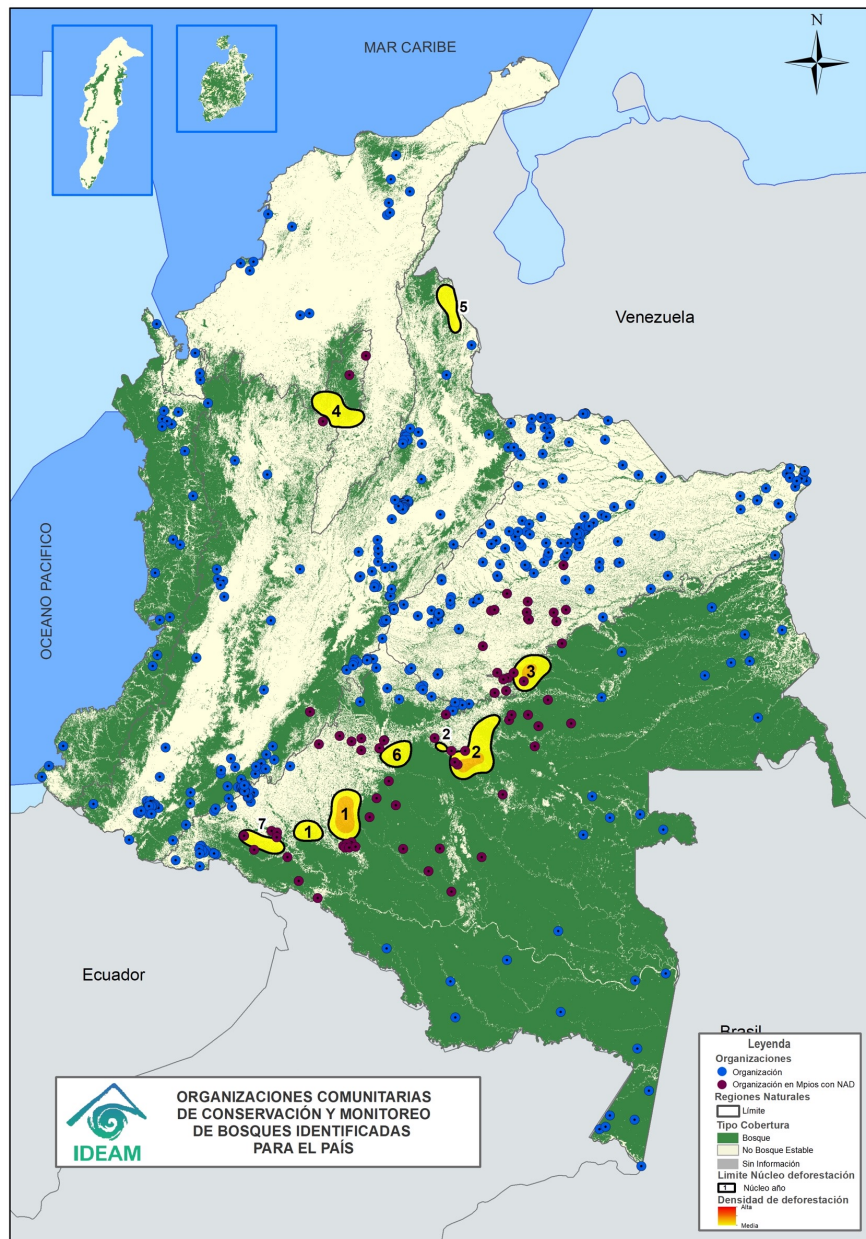 N
MAR CARIBE
5
Venezuela
4
OCEANO PACIFICO
3
2
2
6
1
7
1
Ecuador
Brasil
IDEAM
ORGANIZACIONES COMUNITARIAS
DE CONSERVACIÓN Y MONITOREO
DE BOSQUES IDENTIFICADAS
PARA EL PAÍS
Leyenda
Organizaciones
Organización
Organización en Mpios con NAD
Regiones Naturales
Límite
Tipo Cobertura
Bosque
No Bosque Estable
Sin Información
Límite Núcleo deforestación
1 Núcleo año
Densidad de deforestación
Alta
Media